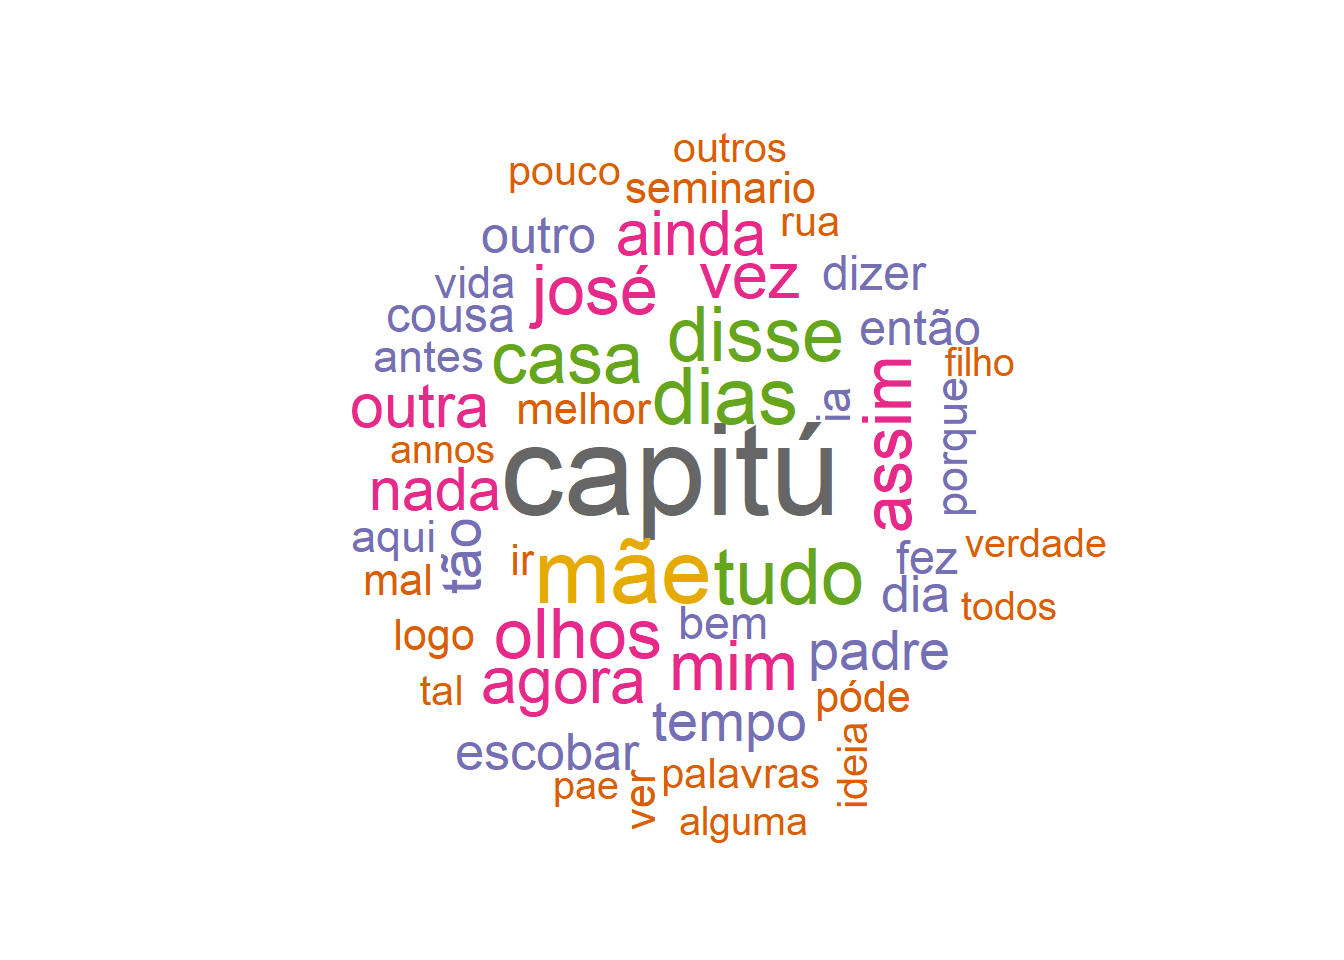 outros
pouco
seminario
outro
ainda
rua
vida
josé
vez
dizer
cousa
disse
então
antes
casa
filho
outra
melhor
dias
ia
assim
porque
annos
capitú
nada
aqui
tão
ir
mãe
tudo
fez
verdade
mal
dia
todos
logo
olhos
bem
padre
tal
agora
mim
póde
escobar
tempo
ideia
pae
ver
palavras
alguma